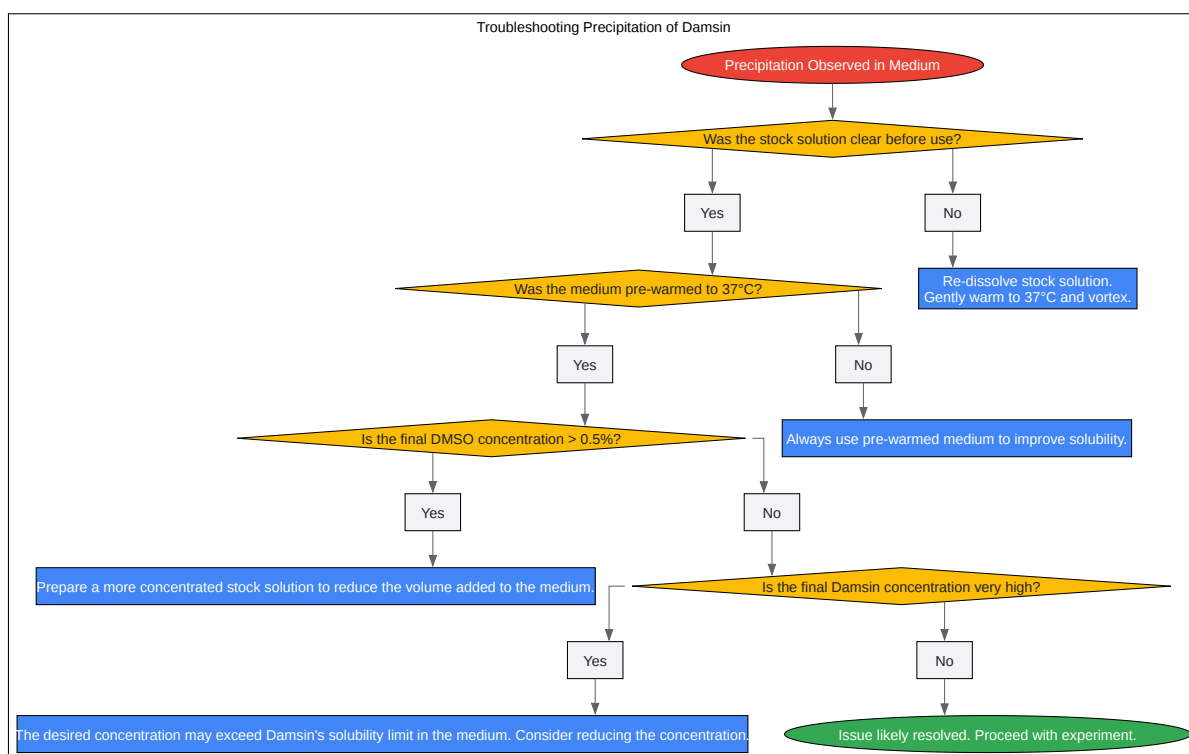 Troubleshooting Precipitation of Damsin
Precipitation Observed in Medium
Was the stock solution clear before use?
Yes
No
Re-dissolve stock solution.
Gently warm to 37°C and vortex.
Was the medium pre-warmed to 37°C?
Yes
No
Always use pre-warmed medium to improve solubility.
Is the final DMSO concentration > 0.5%?
Yes
No
Prepare a more concentrated stock solution to reduce the volume added to the medium.
Is the final Damsin concentration very high?
Yes
No
The desired concentration may exceed Damsin's solubility limit in the medium. Consider reducing the concentration.
Issue likely resolved. Proceed with experiment.